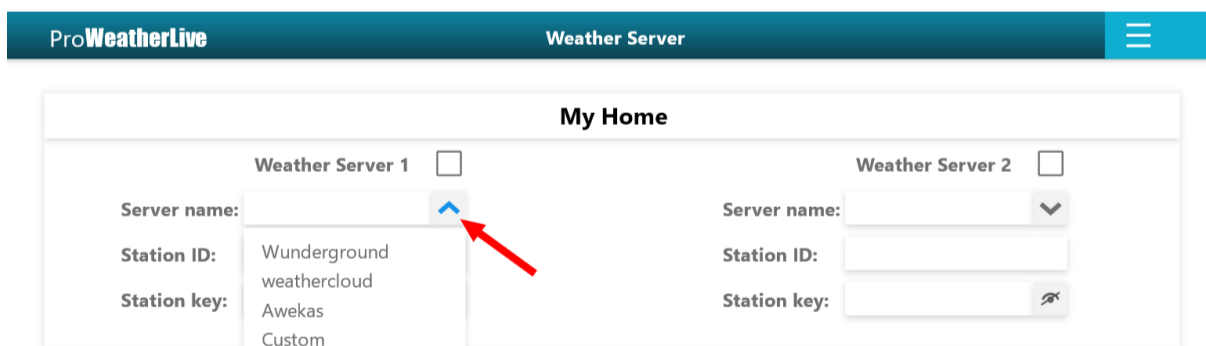 ProWeatherLive
Weather Server
My Home
Weather Server 1
Weather Server 2
Server name:
Server name:
Station ID:
Wunderground
Station ID:
weathercloud
Station key:
Awekas
Station key:
Custom